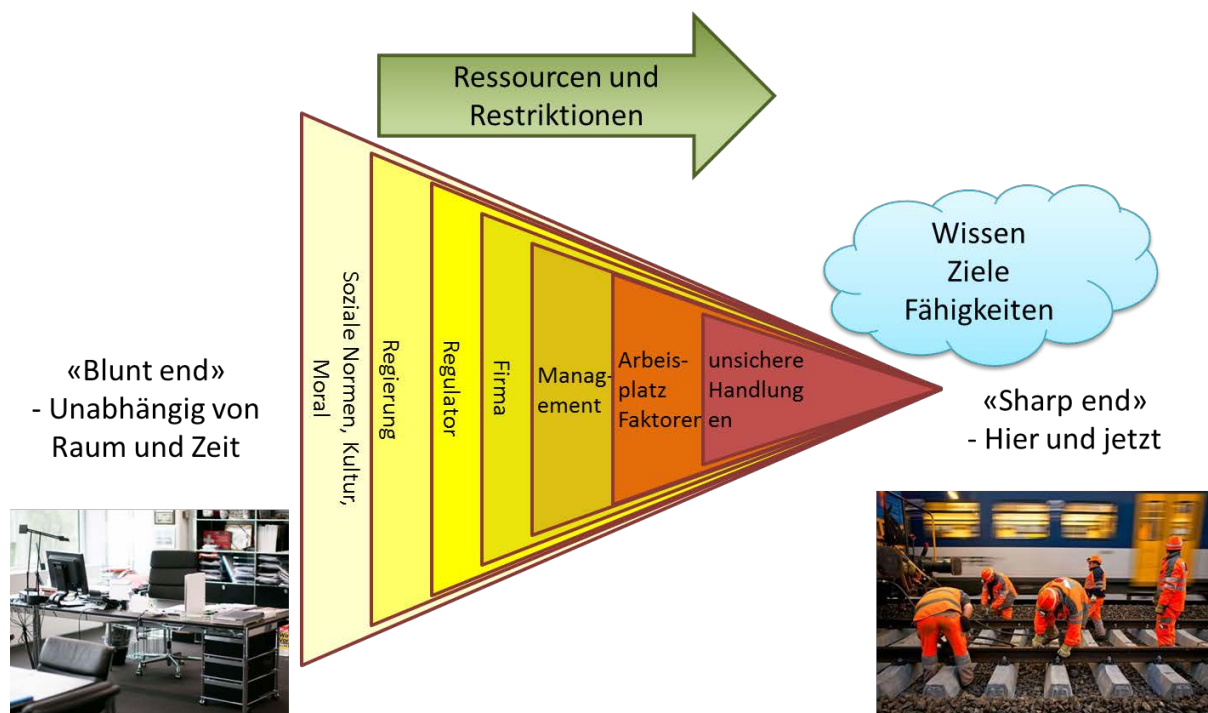 Ressourcen und
Restriktionen
Wissen
Ziele
Fähigkeiten
«Blunt end»
- Unabhängig von
Raum und Zeit
Soziale Normen, Kultur,
Moral
Regierung
Regulator
Firma
Manag-
ement
Arbeis-
platz
Faktoren
unsichere
Handlung
en
«Sharp end»
- Hier und jetzt